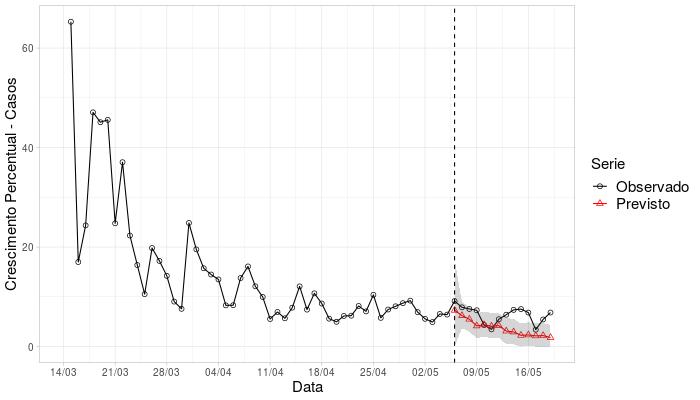 Crescimento Percentual - Casos
60
40
20
0
14/03 21/03 28/03 04/04 11/04 18/04 25/04 02/05 09/05 16/05
Data
Serie
Observado
Previsto